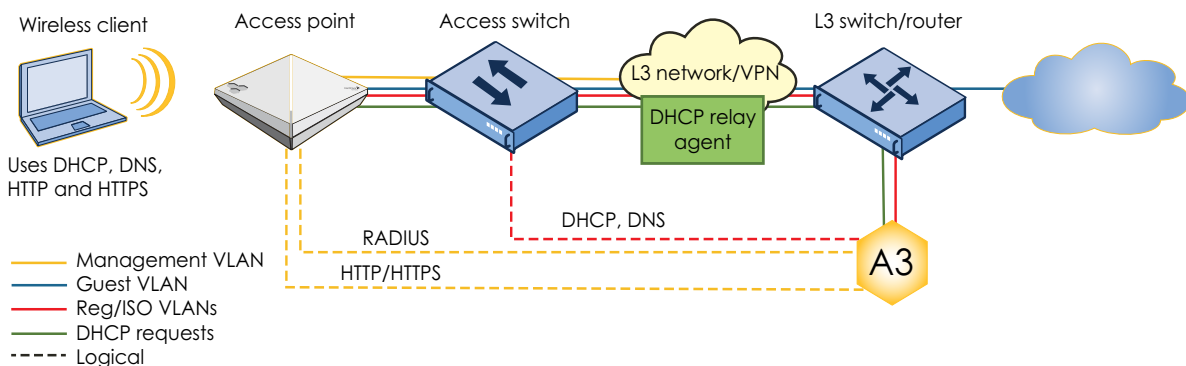 Wireless client
Access point
Access switch
L3 switch/router
L3 network/VPN
DHCP relay
agent
Uses DHCP, DNS,
HTTP and HTTPS
DHCP, DNS
RADIUS
HTTP/HTTPS
A3
Management VLAN
Guest VLAN
Reg/ISO VLANs
DHCP requests
Logical